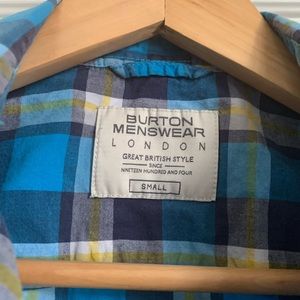 BURTON
MENSWEAR
LONDON
GREAT BRITISH STYLE
SINCE
NINETEEN HUNDRED AND FOUR
SMALL